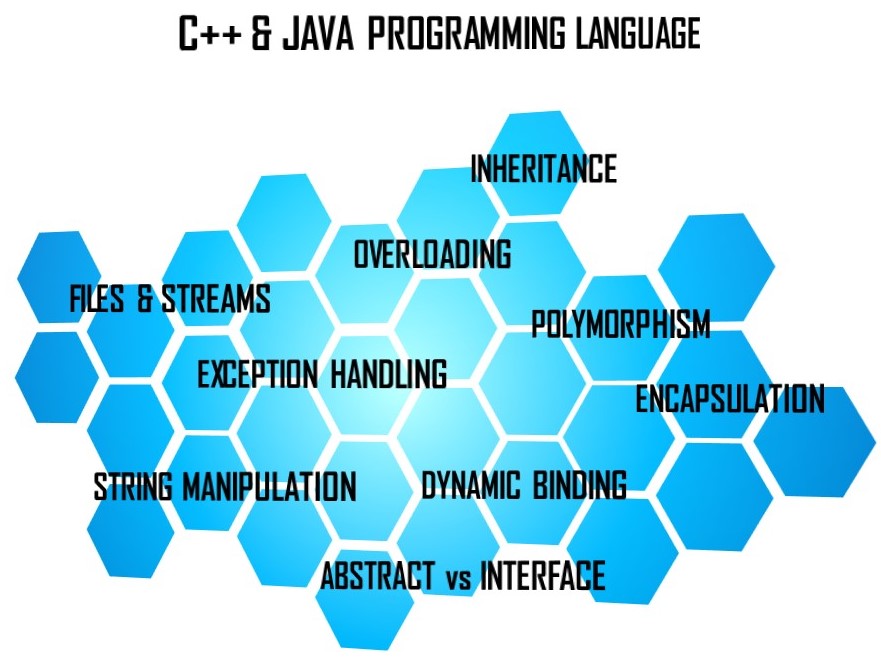 C++ & JAVA PROGRAMMING LANGUAGE
INHERITANCE
OVERLOADING
FILES & STREAMS
POLYMORPHISM
EXCEPTION HANDLING
ENCAPSULATION
STRING MANIPULATION
DYNAMIC BINDING
ABSTRACT vs INTERFACE